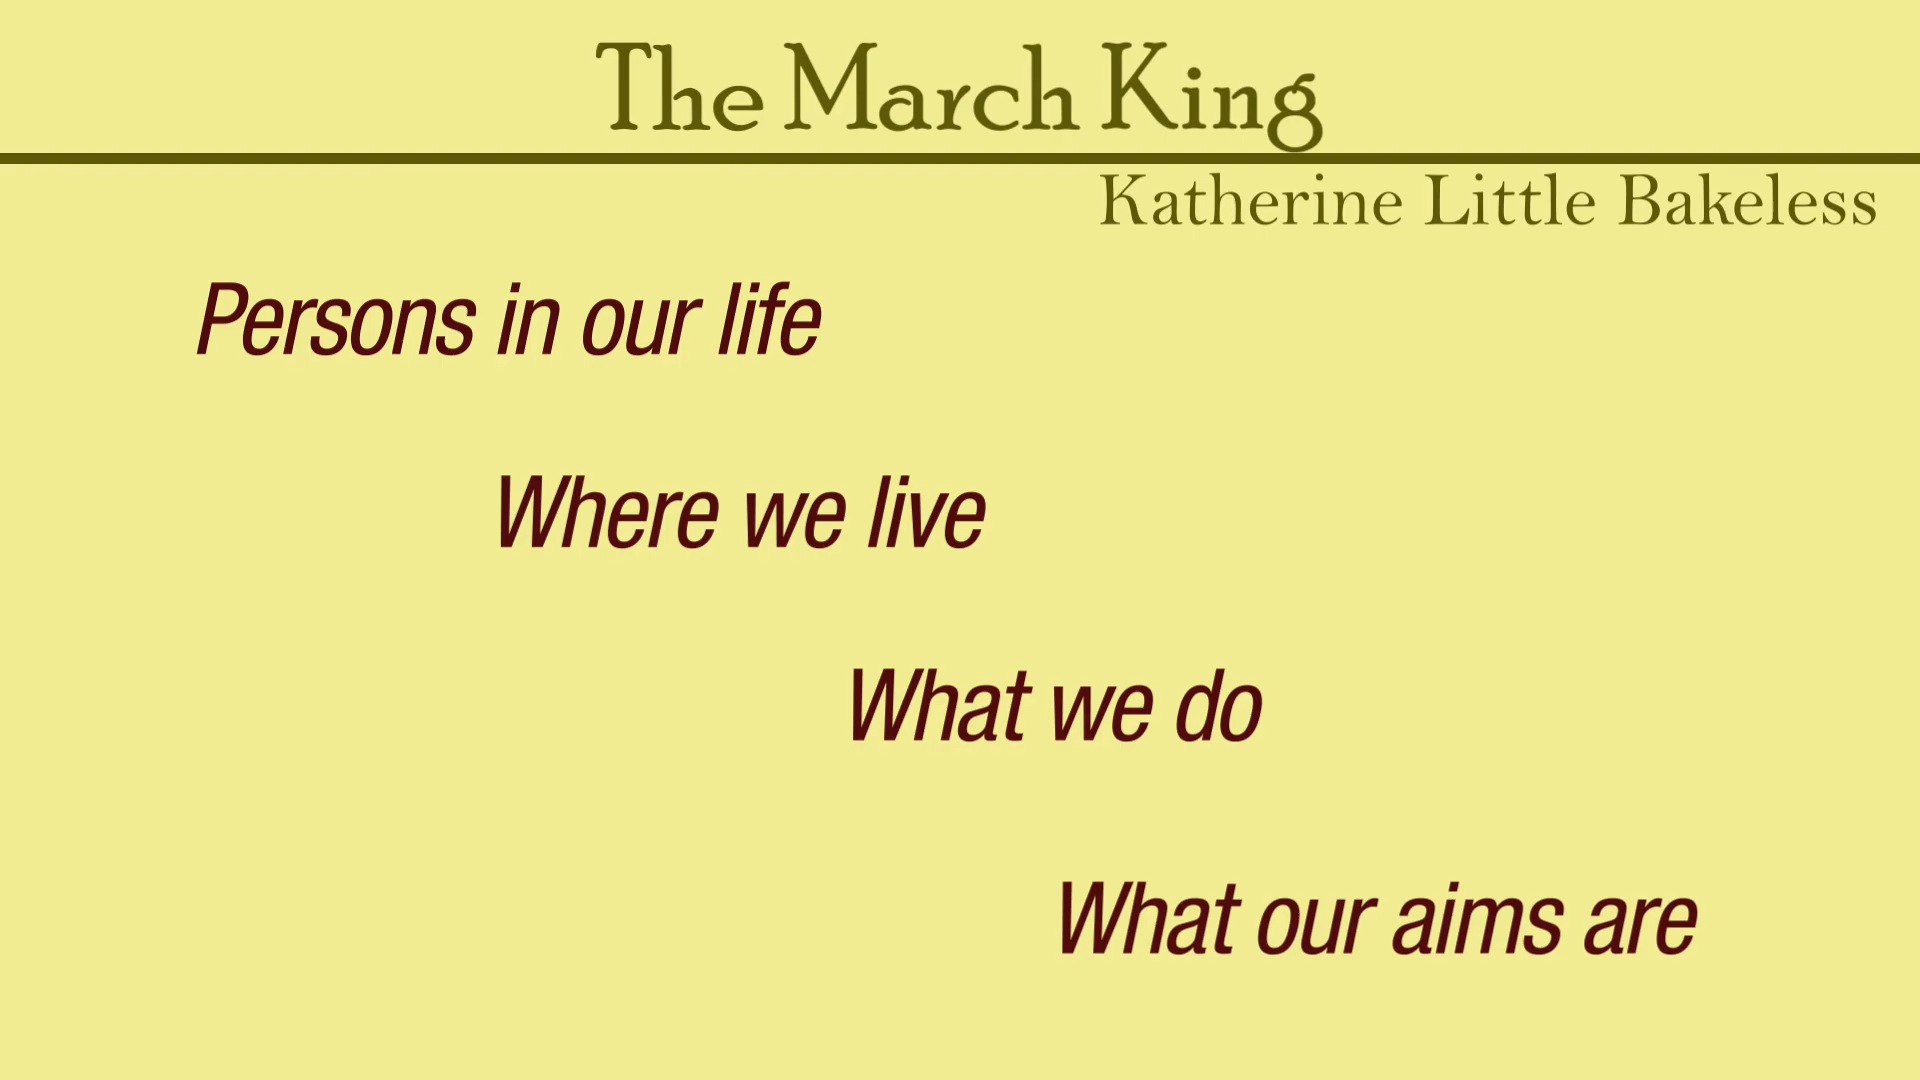 The March King
Katherine Little Bakeless
Persons in our life
Where we live
What we do
What our aims are